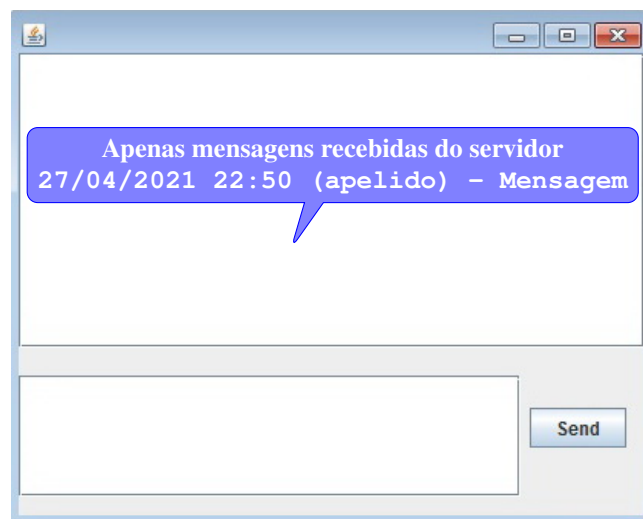 Apenas mensagens recebidas do servidor
27/04/2021 22:50 (apelido) – Mensagem
Send